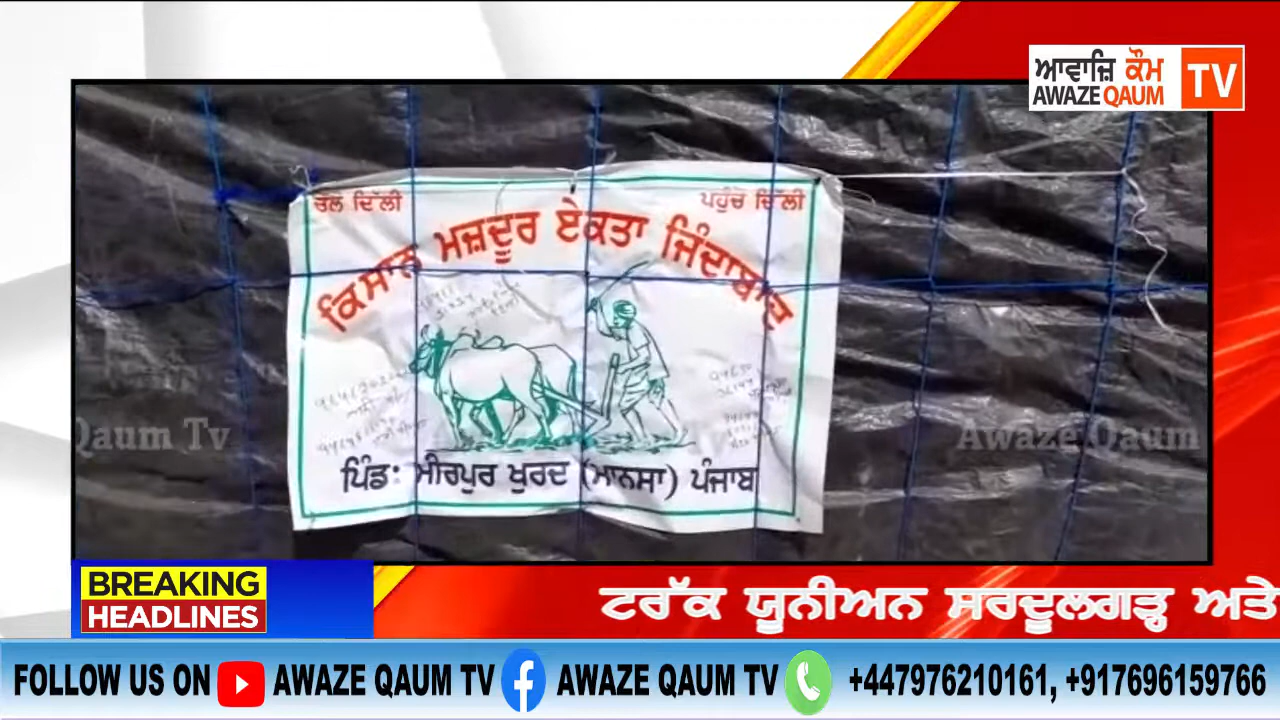 ਆਵਾਜ਼ਿ ਕੌਮ
AWAZE QAUM
TV
ਚਲੋ ਦਿੱਲੀ
ਪਹੁੰਚੋ ਦਿੱਲੀ
ਕਿਸਾਨ ਮਜ਼ਦੂਰ ਏਕਤਾ ਜਿੰਦਾਬਾਦ
Qaum Tv
Awaze Qaum
ਪਿੰਡ: ਮੀਰਪੁਰ ਖੁਰਦ (ਮਾਨਸਾ) ਪੰਜਾਬ
BREAKING
HEADLINES
ਟਰੱਕ ਯੂਨੀਅਨ ਸਰਦੂਲਗੜ੍ਹ ਅਤੇ
FOLLOW US ON AWAZE QAUM TV AWAZE QAUM TV +447976210161, +917696159766